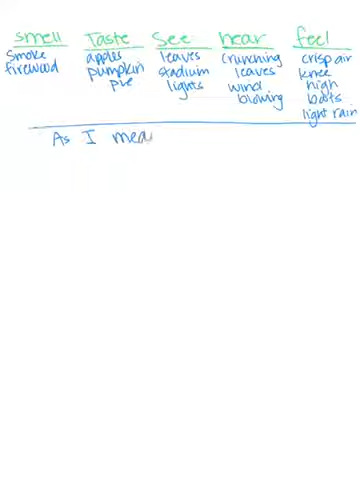 smell Taste See hear feel
smoke apples leaves crunching crisp air
firewood pumpkin stadium leaves knee
pie lights wind high
blowing boots
light rain
As I mea